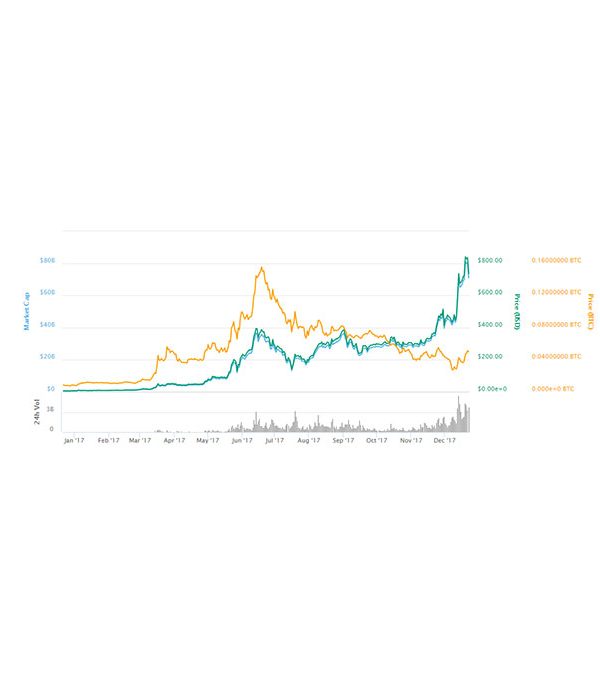 $80B
$60B
$40B
$20B
$0
Market Cap
$800.00
$600.00
$400.00
$200.00
$0.00e+0
Price (USD)
0.16000000 BTC
0.12000000 BTC
0.08000000 BTC
0.04000000 BTC
0.000e+0 BTC
Price (BTC)
24h Vol
0
Jan '17 Feb '17 Mar '17 Apr '17 May '17 Jun '17 Jul '17 Aug '17 Sep '17 Oct '17 Nov '17 Dec '17